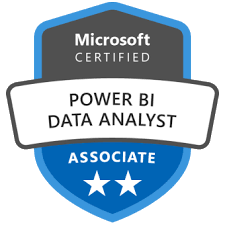 Microsoft
CERTIFIED
POWER BI
DATA ANALYST
ASSOCIATE